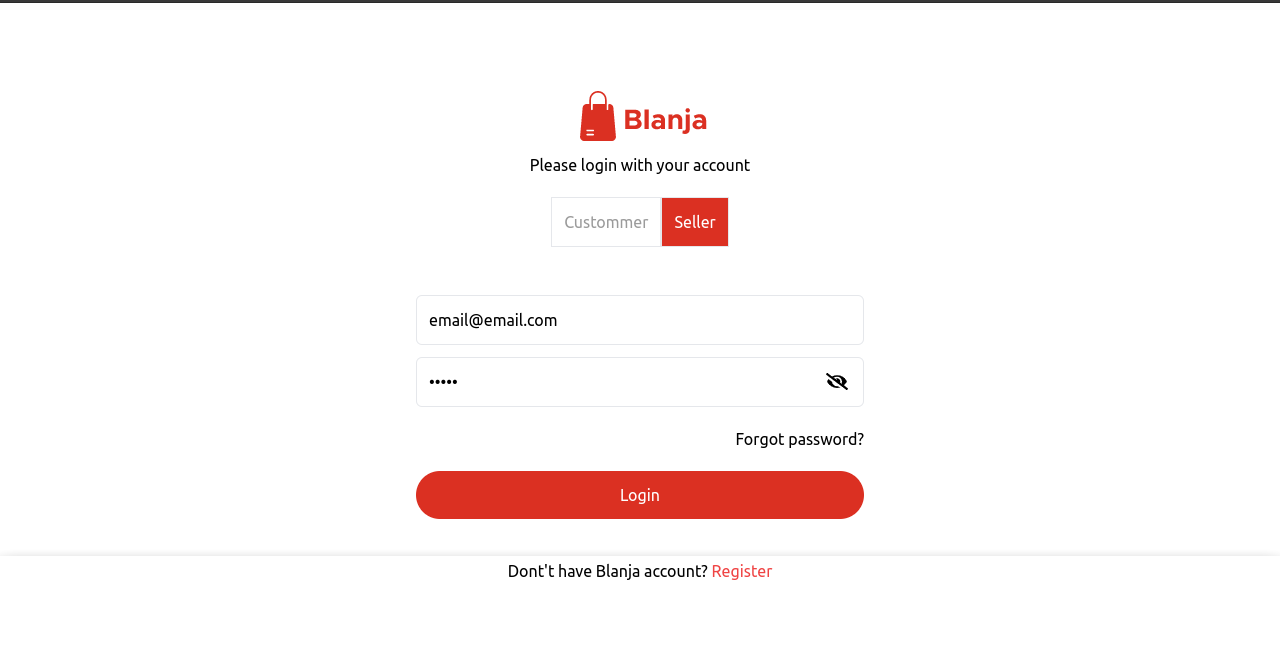 Blanja
Please login with your account
Custommer Seller
email@email.com
•••••
Forgot password?
Login
Dont't have Blanja account? Register